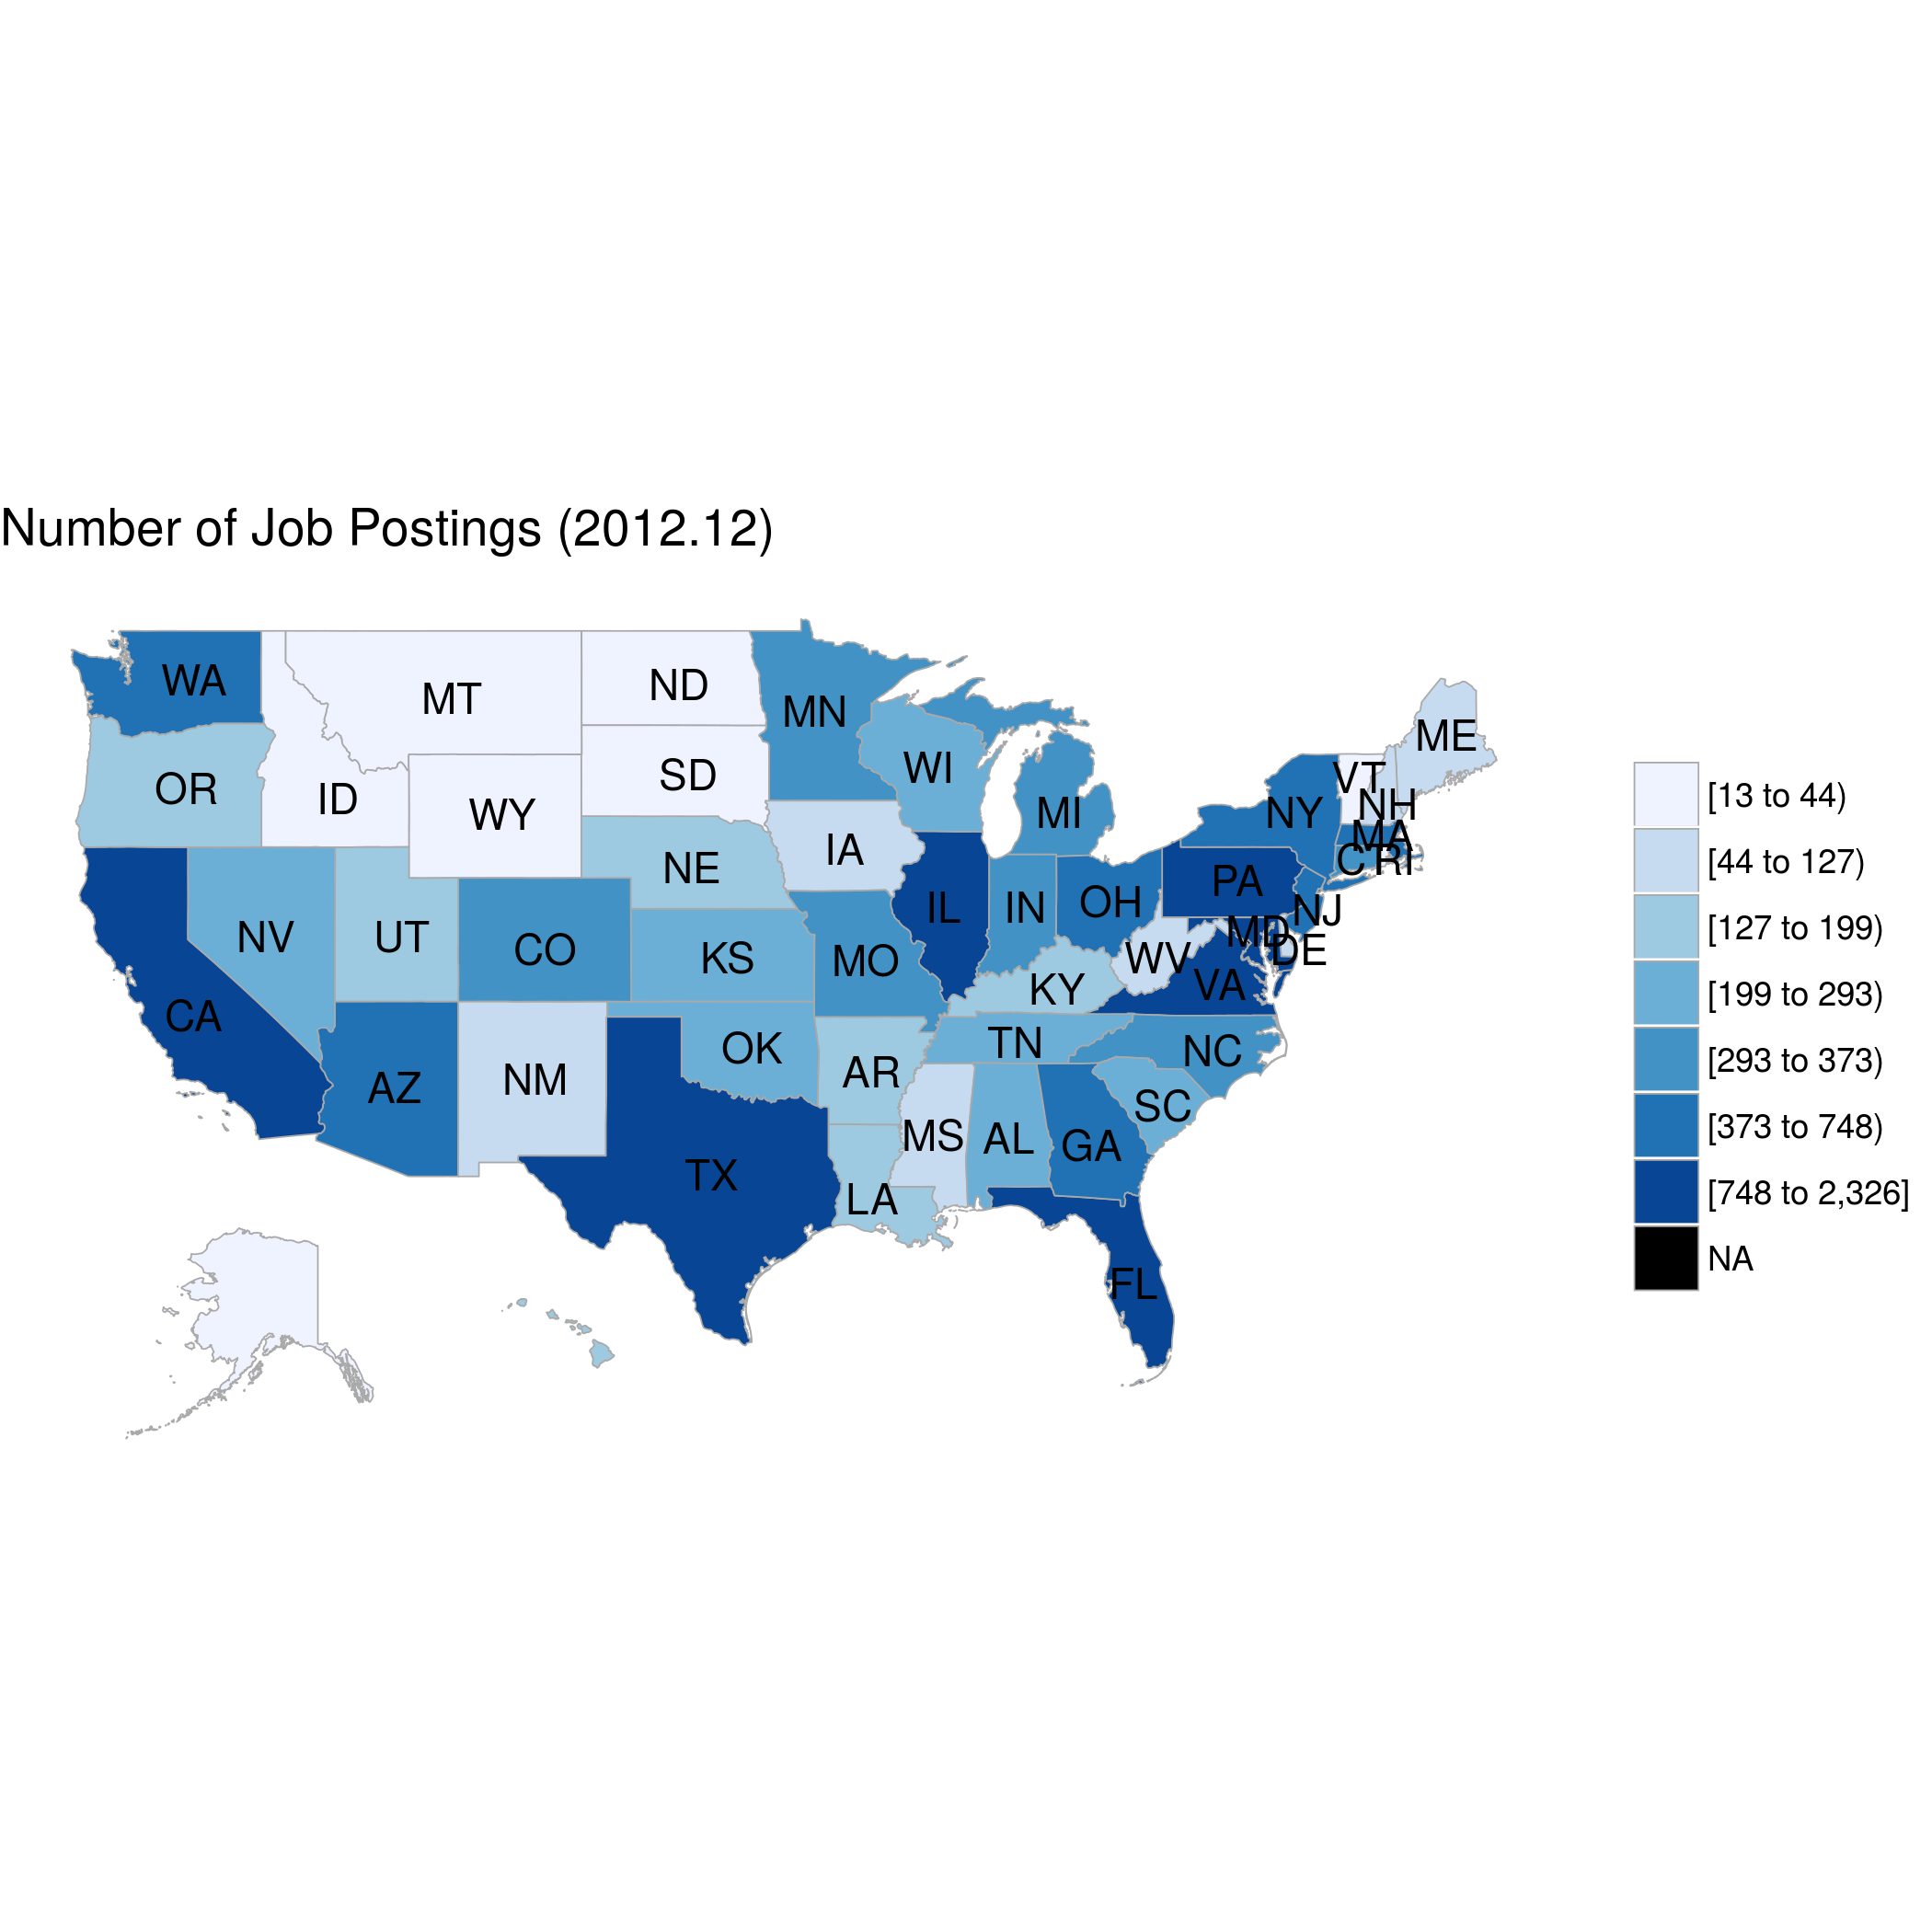 Number of Job Postings (2012.12)
WA
MT
ND
MN
ME
OR
ID
WY
SD
WI
MI
VT
NH
NY
MA
CT
RI
NE
IA
PA
IL
IN
OH
NJ
NV
UT
CO
KS
MO
WV
MD
DE
KY
VA
CA
AZ
NM
OK
AR
TN
NC
SC
MS
AL
GA
TX
LA
FL
[13 to 44)
[44 to 127)
[127 to 199)
[199 to 293)
[293 to 373)
[373 to 748)
[748 to 2,326]
NA